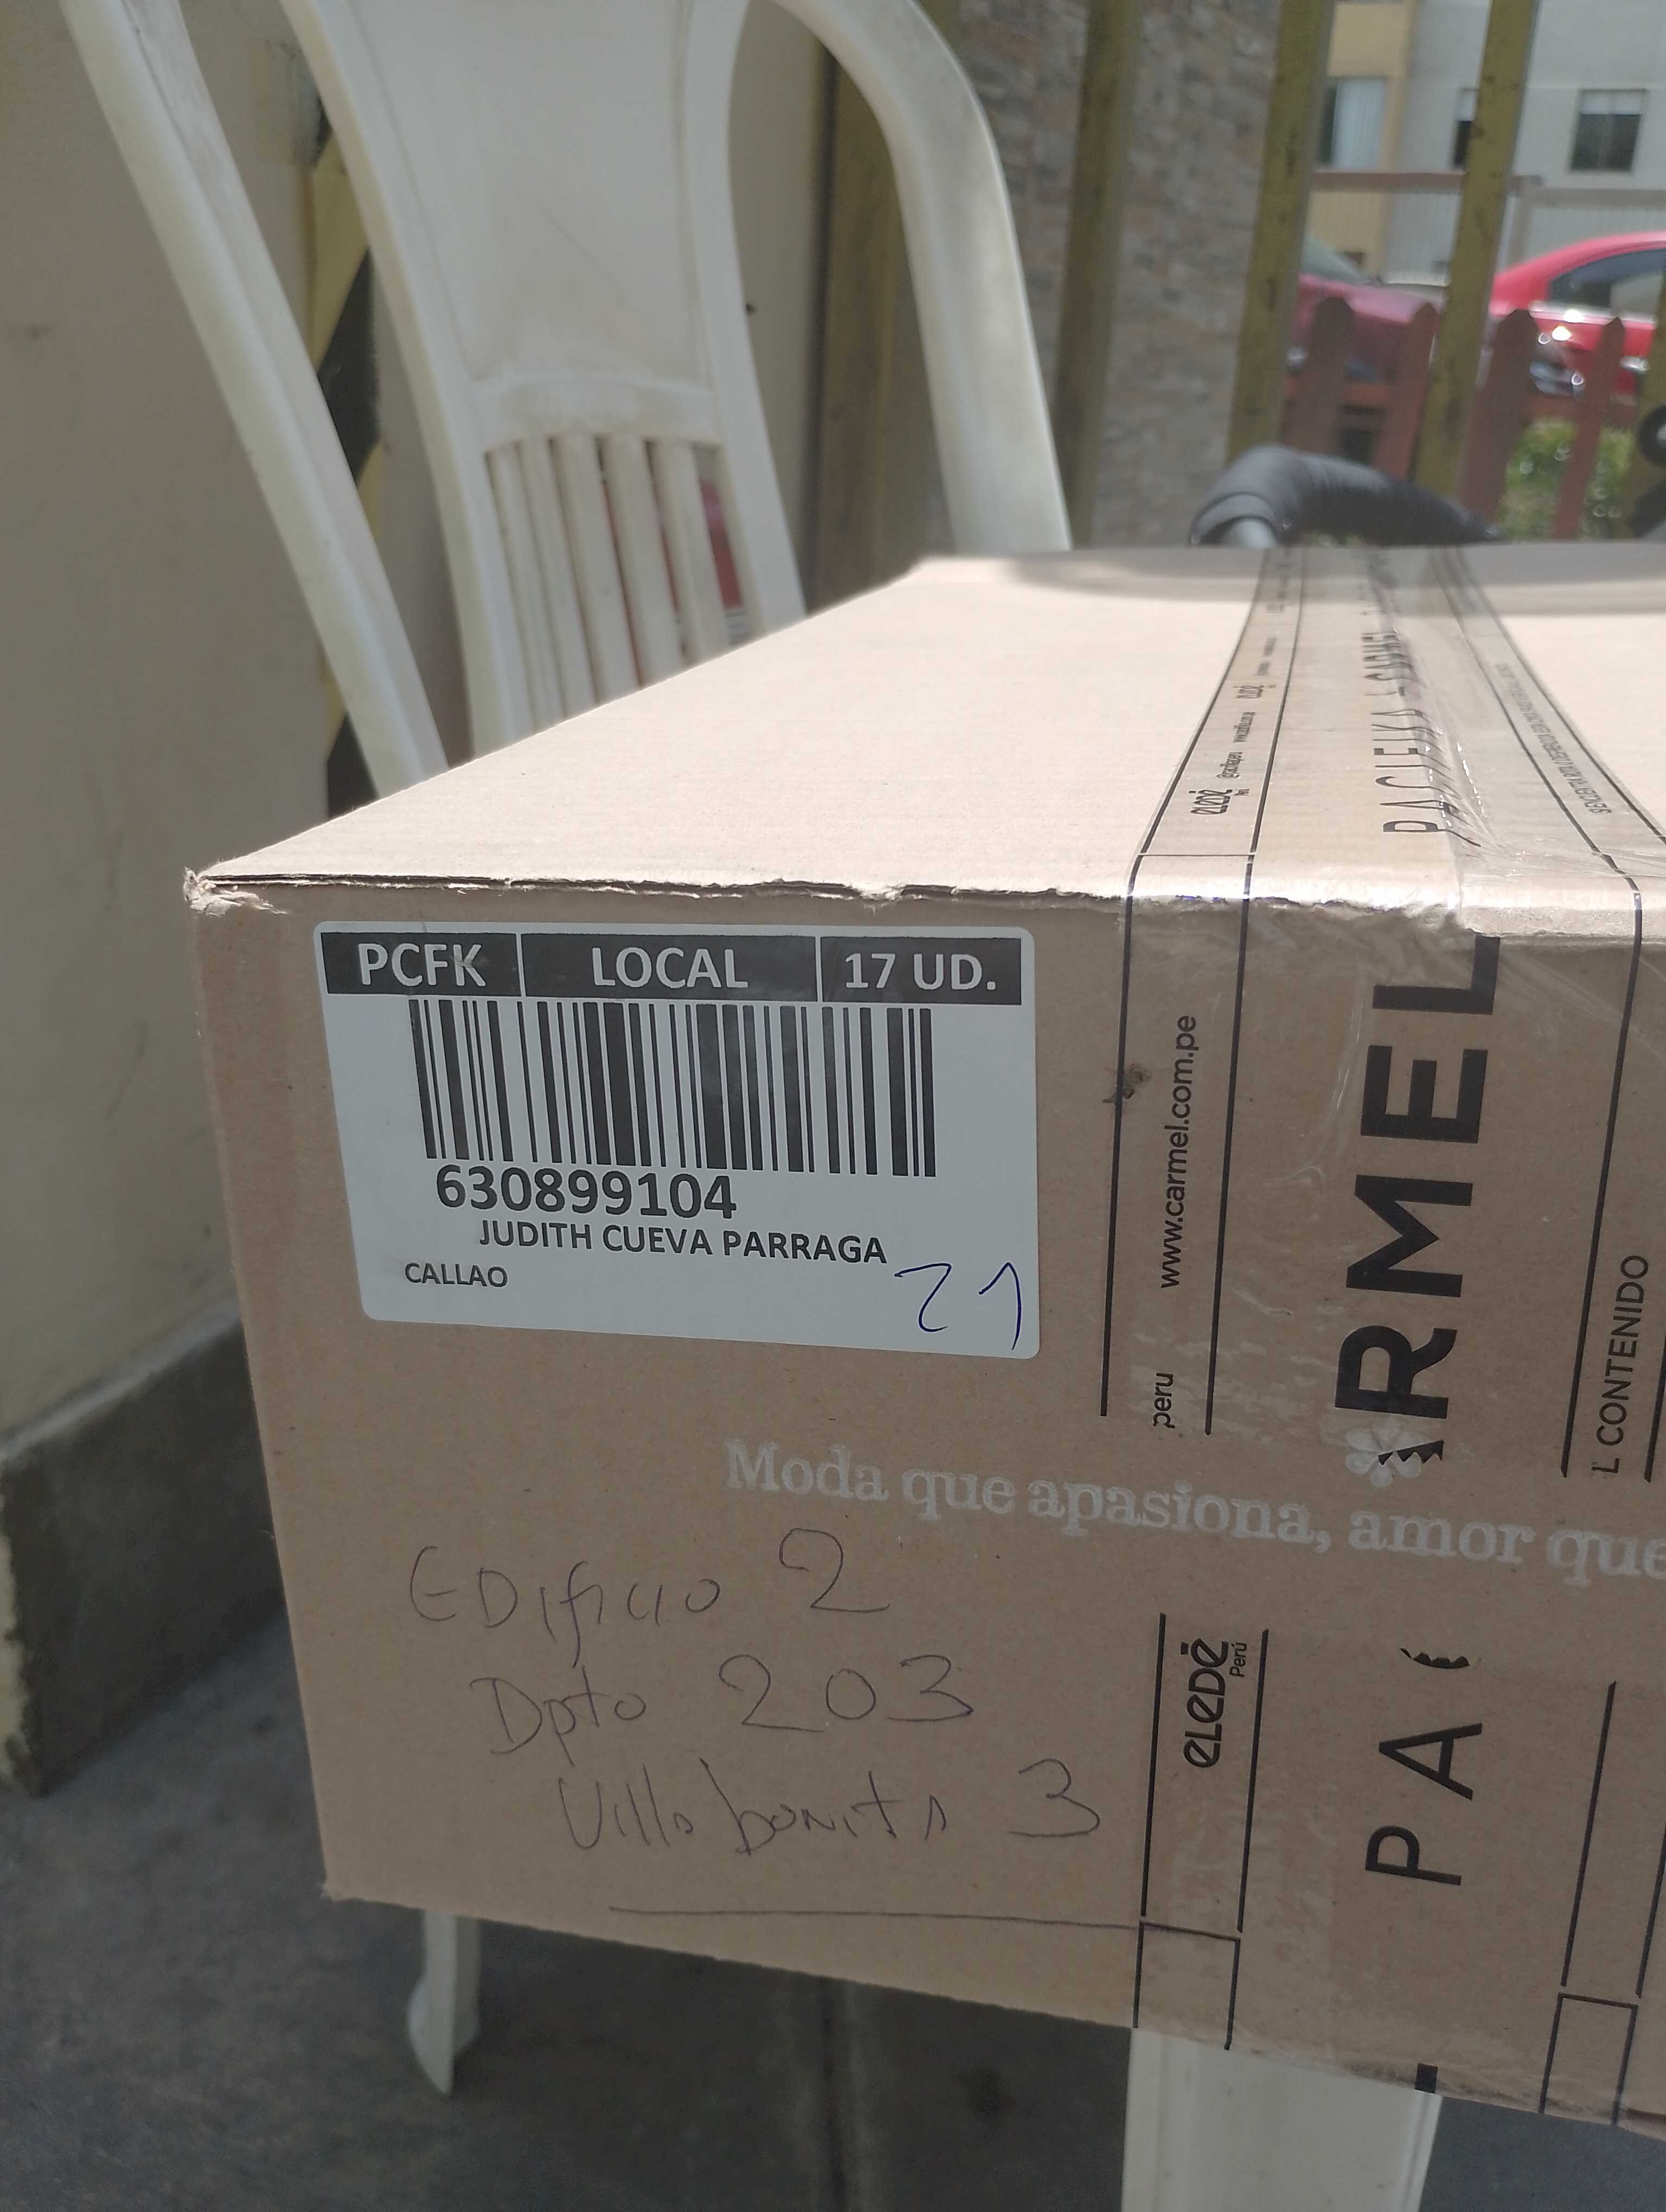 PCFK LOCAL 17 UD.
630899104
JUDITH CUEVA PARRAGA
CALLAO
21
www.carmel.com.pe
peru
RMEL
L CONTENIDO
Moda que apasiona, amor que
EDificio 2
Dpto 203
Villa bonita 3
eLeDé
Perú
PA